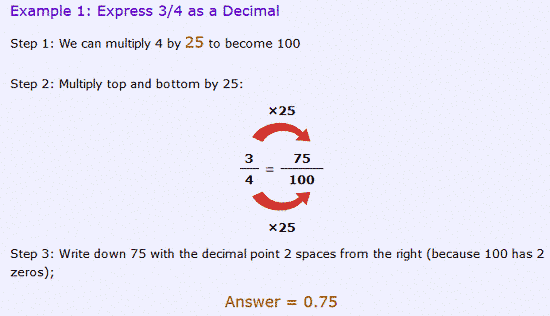 Example 1: Express 3/4 as a Decimal
Step 1: We can multiply 4 by 25 to become 100
Step 2: Multiply top and bottom by 25:
×25
3 75
=
4 100
×25
Step 3: Write down 75 with the decimal point 2 spaces from the right (because 100 has 2
zeros);
Answer = 0.75